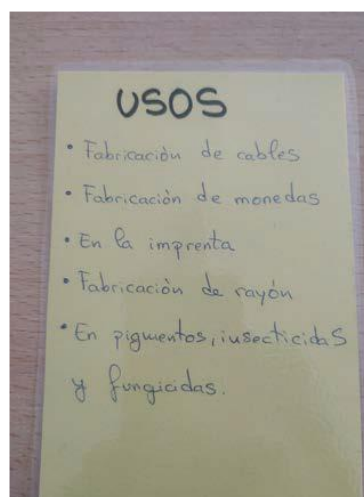 USOS
• Fabricación de cables
• Fabricación de monedas
• En la imprenta
• Fabricación de rayón
• En pigmentos, insecticidas
y fungicidas.